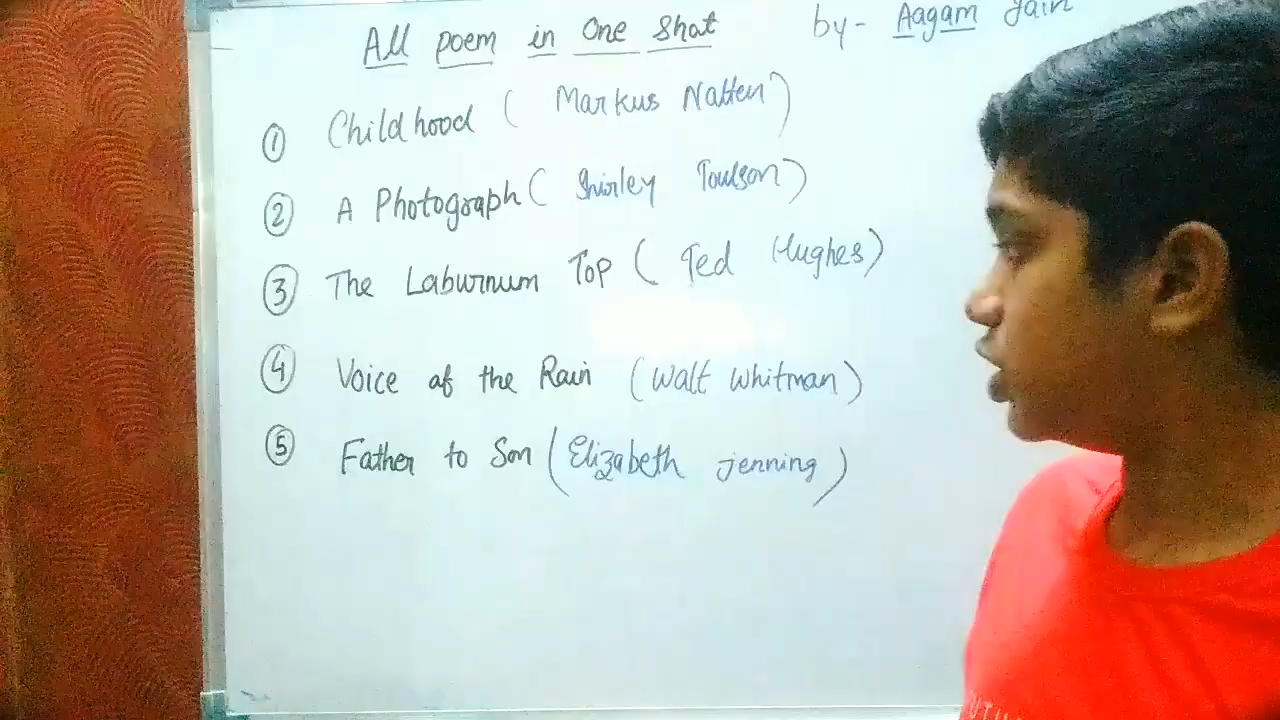 All poem in One Shot
by- Aagam Jain
① Childhood ( Markus Natten )
② A Photograph ( Shirley Toulson )
③ The Laburnum Top ( Ted Hughes )
④ Voice of the Rain ( Walt Whitman )
⑤ Father to Son ( Elizabeth Jenning )